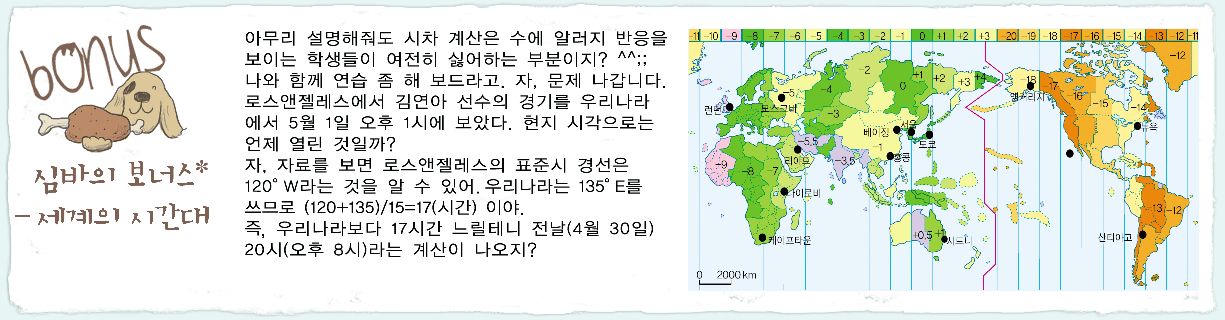 bonus
심바의 보너스*
- 세계의 시간대
아무리 설명해줘도 시차 계산은 수에 알러지 반응을
보이는 학생들이 여전히 싫어하는 부분이지? ^^;;
나와 함께 연습 좀 해 보드라고. 자, 문제 나갑니다.
로스앤젤레스에서 김연아 선수의 경기를 우리나라
에서 5월 1일 오후 1시에 보았다. 현지 시각으로는
언제 열린 것일까?
자, 자료를 보면 로스앤젤레스의 표준시 경선은
120°W라는 것을 알 수 있어. 우리나라는 135°E를
쓰므로 (120+135)/15=17(시간) 이야.
즉, 우리나라보다 17시간 느릴테니 전날(4월 30일)
20시(오후 8시)라는 계산이 나오지?
-11 -10 -9 -8 -7 -6 -5 -4 -3 -2 -1 0 +1 +2 +3 -20 -19 -18 -17 -16 -15 -14 -13 -12 -11
-2 +1 +2 +3 +4 -18 -12
-5 -4 0 -17
런던 모스크바 앵커리지 -16
-15 -14
베이징 서울 뉴욕
도쿄
-5.5 -1
리야드 -3.5 홍콩
-9 -8 -7
나이로비
-13 -12
+0.5 +1
케이프타운 시드니 산티아고
0 2000km